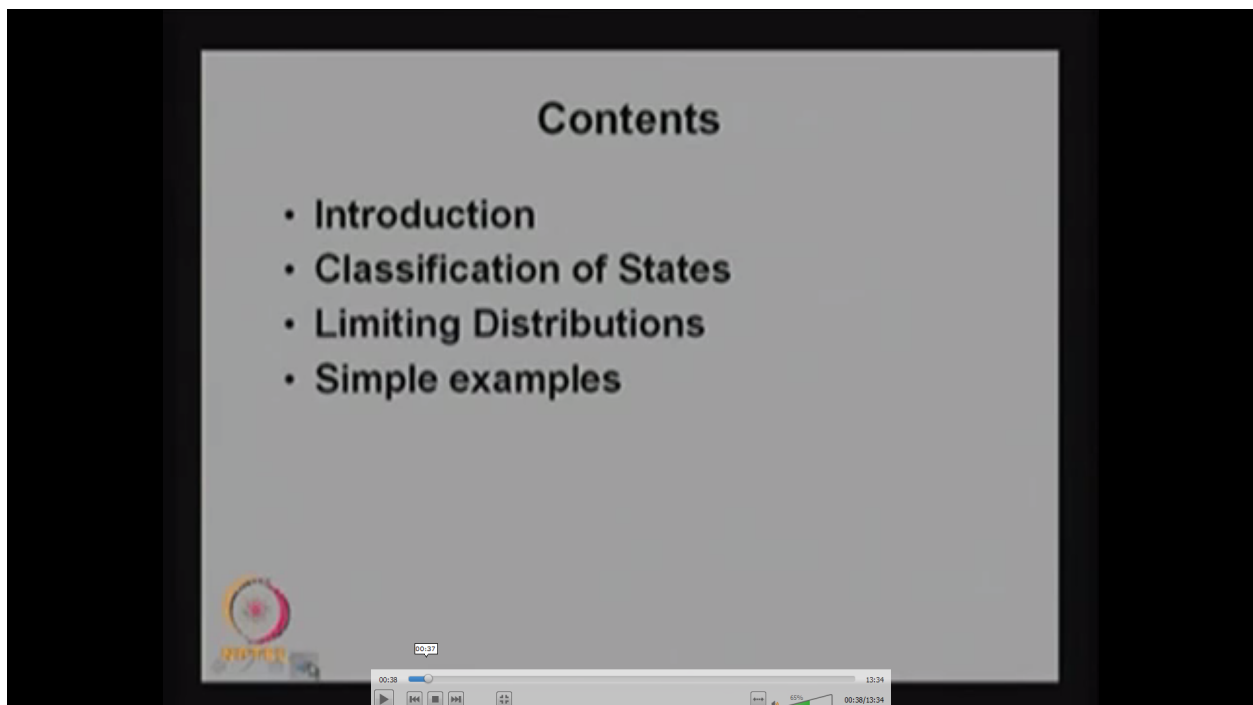 Contents
• Introduction
• Classification of States
• Limiting Distributions
• Simple examples
00:37
00:38
13:34
65%
00:38/13:34